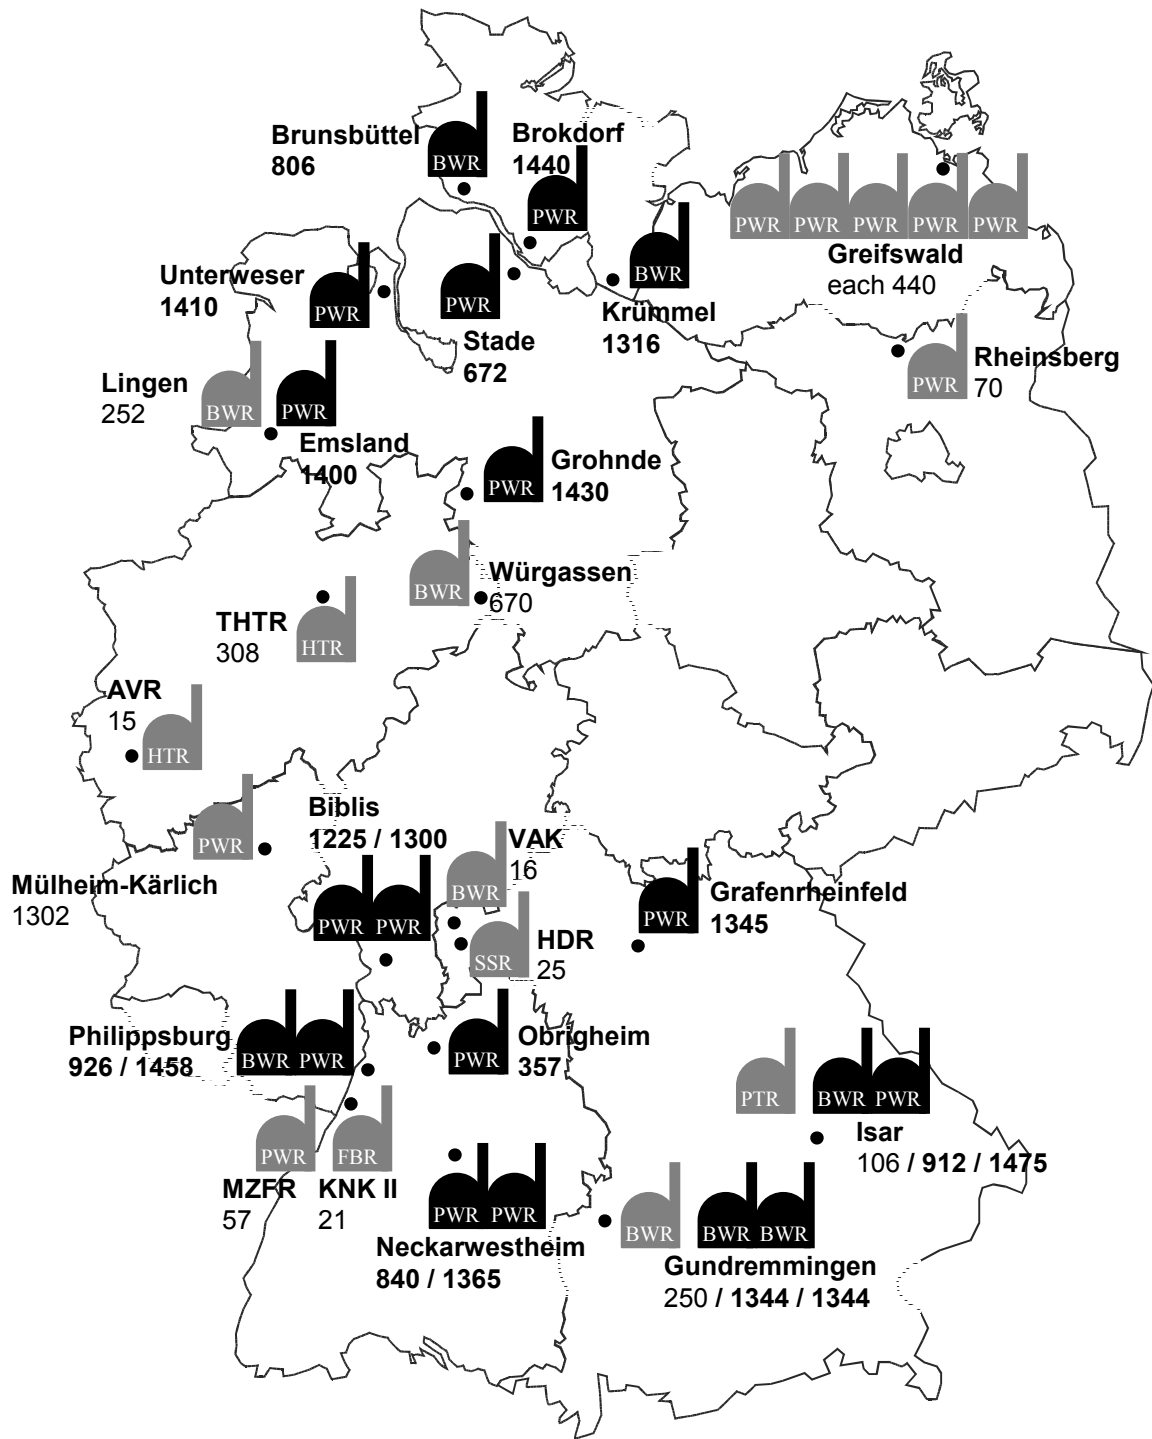 Brunsbüttel
806
BWR
Brokdorf
1440
PWR
PWR PWR PWR PWR PWR
Greifswald
each 440
Unterweser
1410
PWR
PWR
Stade
672
BWR
Krümmel
1316
PWR
Rheinsberg
70
Lingen
252
BWR
PWR
Emsland
1400
PWR
Grohnde
1430
BWR
Würgassen
670
THTR
308
HTR
AVR
15
HTR
PWR
Mülheim-Kärlich
1302
Biblis
1225 / 1300
PWR PWR
VAK
16
BWR
HDR
25
SSR
PWR
Grafenrheinfeld
1345
Philippsburg
926 / 1458
BWR PWR
PWR
Obrigheim
357
PTR
BWR PWR
Isar
106 / 912 / 1475
PWR
MZFR
57
FBR
KNK II
21
PWR PWR
Neckarwestheim
840 / 1365
BWR
BWR BWR
Gundremmingen
250 / 1344 / 1344